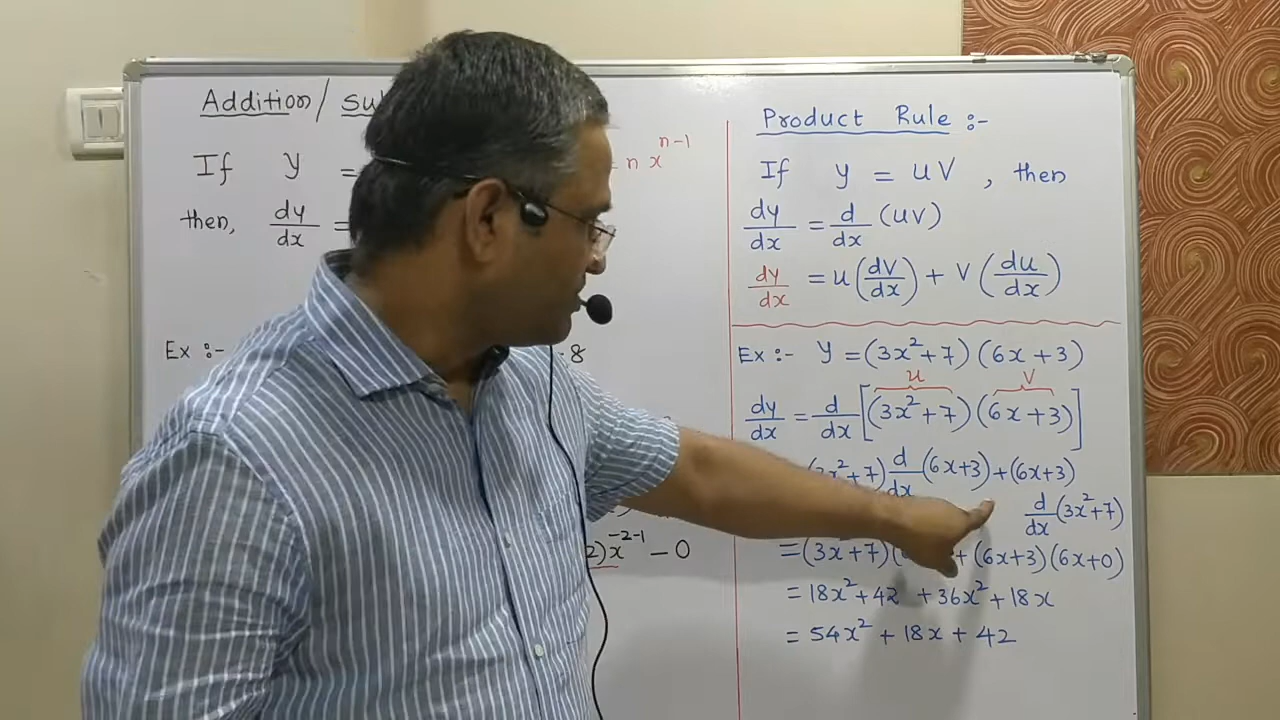 Addition/ Su
If y =
then, dy/dx =
n x^(n-1)
Ex :-
-8
2)x^(-2-1) - 0
Product Rule :-
If y = uv , then
dy/dx = d/dx (uv)
dy/dx = u(dv/dx) + v(du/dx)
Ex :- y = (3x²+7)(6x+3)
u v
dy/dx = d/dx [(3x²+7)(6x+3)]
(3x²+7) d/dx (6x+3) + (6x+3)
d/dx (3x²+7)
= (3x²+7)( + (6x+3)(6x+0)
= 18x²+42 + 36x²+18x
= 54x² + 18x + 42